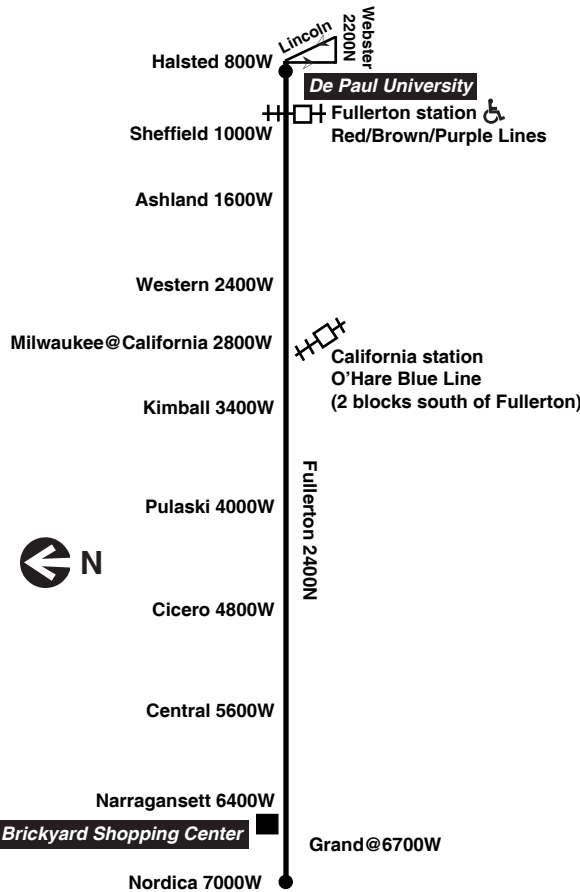 Lincoln
Webster
2200N
Halsted 800W
De Paul University
Fullerton station
Red/Brown/Purple Lines
Sheffield 1000W
Ashland 1600W
Western 2400W
Milwaukee@California 2800W
California station
O'Hare Blue Line
(2 blocks south of Fullerton)
Kimball 3400W
Fullerton 2400N
Pulaski 4000W
N
Cicero 4800W
Central 5600W
Narragansett 6400W
Brickyard Shopping Center
Grand@6700W
Nordica 7000W